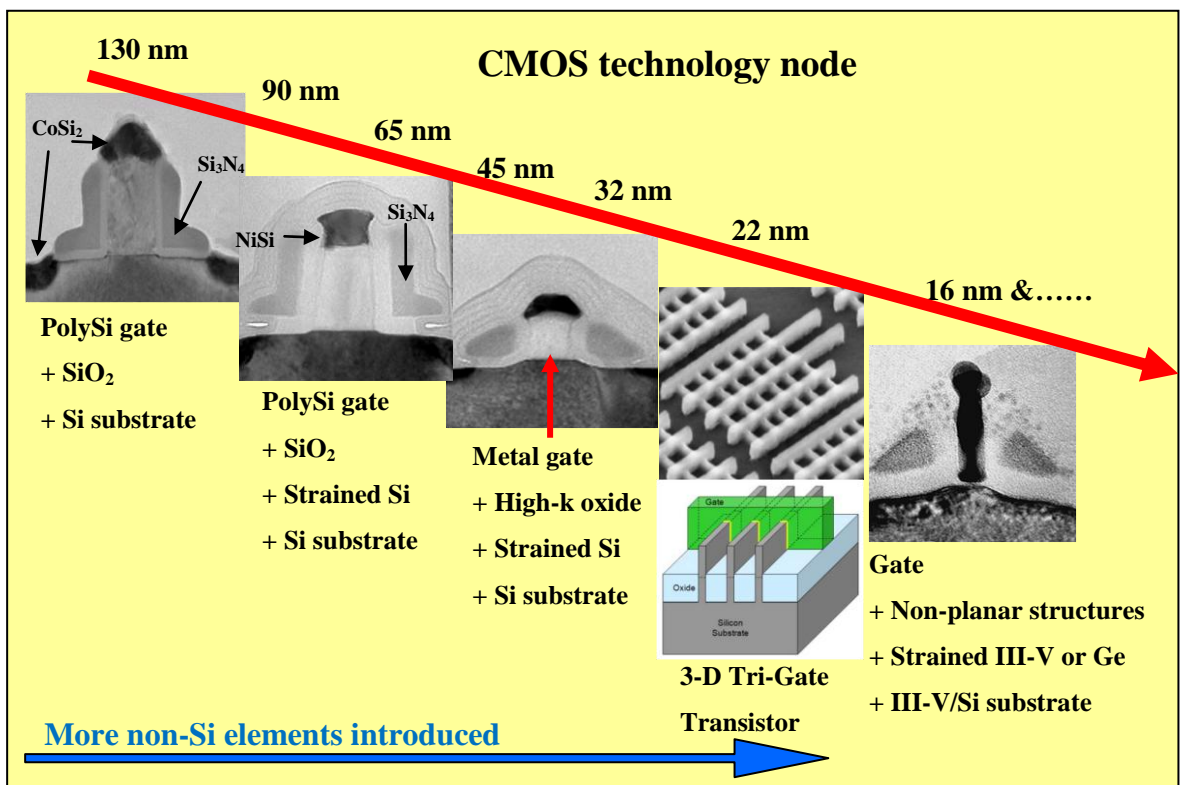 CMOS technology node
130 nm
90 nm
65 nm
45 nm
32 nm
22 nm
16 nm &......
CoSi₂
Si₃N₄
PolySi gate
+ SiO₂
+ Si substrate
NiSi
Si₃N₄
PolySi gate
+ SiO₂
+ Strained Si
+ Si substrate
Metal gate
+ High-k oxide
+ Strained Si
+ Si substrate
Gate
Oxide
Silicon
Substrate
3-D Tri-Gate
Transistor
Gate
+ Non-planar structures
+ Strained III-V or Ge
+ III-V/Si substrate
More non-Si elements introduced